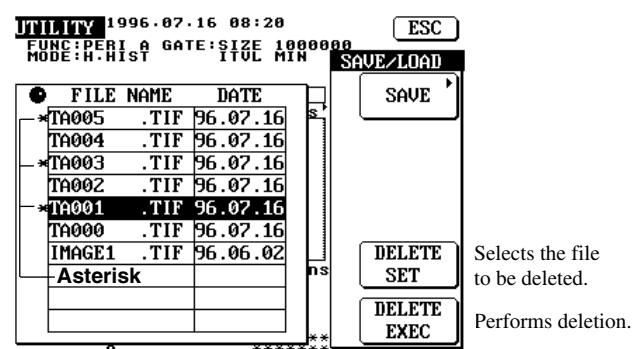 UTILITY 1996.07.16 08:20
ESC
FUNC:PERI A GATE:SIZE 1000000
MODE:H.HIST ITVL MIN
SAVE/LOAD
FILE NAME DATE
SAVE
*TA005 .TIF 96.07.16
TA004 .TIF 96.07.16
*TA003 .TIF 96.07.16
TA002 .TIF 96.07.16
*TA001 .TIF 96.07.16
TA000 .TIF 96.07.16
IMAGE1 .TIF 96.06.02
Asterisk
DELETE
SET
Selects the file
to be deleted.
DELETE
EXEC
Performs deletion.